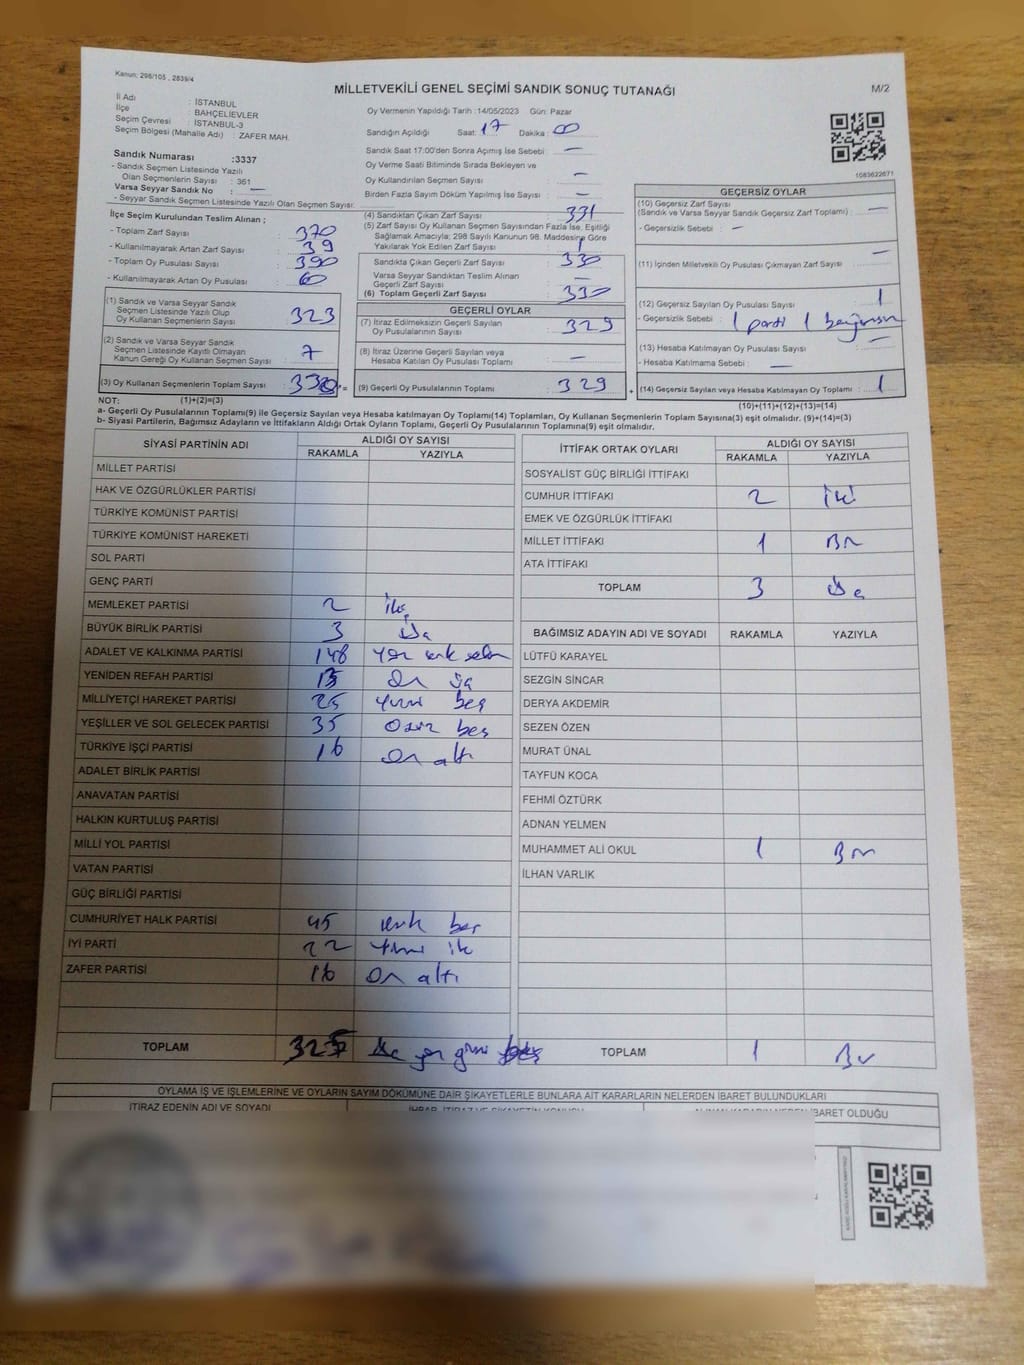 Kanun: 298/105 , 2839/4
MİLLETVEKİLİ GENEL SEÇİMİ SANDIK SONUÇ TUTANAĞI
M/2
İl Adı : İSTANBUL
İlçe : BAHÇELİEVLER
Seçim Çevresi : İSTANBUL-3
Seçim Bölgesi (Mahalle Adı) : ZAFER MAH.
Sandık Numarası :3337
- Sandık Seçmen Listesinde Yazılı
Olan Seçmenlerin Sayısı : 361
Varsa Seyyar Sandık No : —
- Seyyar Sandık Seçmen Listesinde Yazılı Olan Seçmen Sayısı:
Oy Vermenin Yapıldığı Tarih :14/05/2023 Gün: Pazar
Sandığın Açıldığı Saat: 17 Dakika : 00
Sandık Saat 17:00'den Sonra Açımış İse Sebebi : —
Oy Verme Saati Bitiminde Sırada Bekleyen ve
Oy Kullandırılan Seçmen Sayısı : —
Birden Fazla Sayım Döküm Yapılmış İse Sayısı : —
1083622671
İlçe Seçim Kurulundan Teslim Alınan ;
- Toplam Zarf Sayısı : 370
- Kullanılmayarak Artan Zarf Sayısı : 39
- Toplam Oy Pusulası Sayısı : 390
- Kullanılmayarak Artan Oy Pusulası : 60
(1) Sandık ve Varsa Seyyar Sandık
Seçmen Listesinde Yazılı Olup
Oy Kullanan Seçmenlerin Sayısı : 323
(2) Sandık ve Varsa Seyyar Sandık
Seçmen Listesinde Kayıtlı Olmayan
Kanun Gereği Oy Kullanan Seçmen Sayısı : 7
(3) Oy Kullanan Seçmenlerin Toplam Sayısı : 330 =
(4) Sandıktan Çıkan Zarf Sayısı : 331
(5) Zarf Sayısı Oy Kullanan Seçmen Sayısından Fazla İse, Eşitliği
Sağlamak Amacıyla; 298 Sayılı Kanunun 98. Maddesine Göre
Yakılarak Yok Edilen Zarf Sayısı : 1
Sandıkta Çıkan Geçerli Zarf Sayısı : 330
Varsa Seyyar Sandıktan Teslim Alınan
Geçerli Zarf Sayısı : —
(6) Toplam Geçerli Zarf Sayısı : 330
GEÇERLİ OYLAR
(7) İtiraz Edilmeksizin Geçerli Sayılan
Oy Pusulalarının Sayısı : 329
(8) İtiraz Üzerine Geçerli Sayılan veya
Hesaba Katılan Oy Pusulası Toplamı : —
(9) Geçerli Oy Pusulalarının Toplamı : 329 +
GEÇERSİZ OYLAR
(10) Geçersiz Zarf Sayısı
(Sandık ve Varsa Seyyar Sandık Geçersiz Zarf Toplamı) : —
- Geçersizlik Sebebi : —
(11) İçinden Milletvekili Oy Pusulası Çıkmayan Zarf Sayısı : —
(12) Geçersiz Sayılan Oy Pusulası Sayısı : 1
- Geçersizlik Sebebi : 1 parti 1 bağımsız
(13) Hesaba Katılmayan Oy Pusulası Sayısı : —
- Hesaba Katılmama Sebebi : —
(14) Geçersiz Sayılan veya Hesaba Katılmayan Oy Toplamı : 1
NOT: (1)+(2)=(3)
(10)+(11)+(12)+(13)=(14)
a- Geçerli Oy Pusulalarının Toplamı(9) ile Geçersiz Sayılan veya Hesaba katılmayan Oy Toplamı(14) Toplamları, Oy Kullanan Seçmenlerin Toplam Sayısına(3) eşit olmalıdır. (9)+(14)=(3)
b- Siyasi Partilerin, Bağımsız Adayların ve İttifakların Aldığı Ortak Oyların Toplamı, Geçerli Oy Pusulalarının Toplamına(9) eşit olmalıdır.
SİYASİ PARTİNİN ADI ALDIĞI OY SAYISI
RAKAMLA YAZIYLA
MİLLET PARTİSİ
HAK VE ÖZGÜRLÜKLER PARTİSİ
TÜRKİYE KOMÜNİST PARTİSİ
TÜRKİYE KOMÜNİST HAREKETİ
SOL PARTİ
GENÇ PARTİ
MEMLEKET PARTİSİ 2 iki
BÜYÜK BİRLİK PARTİSİ 3 üç
ADALET VE KALKINMA PARTİSİ 148 yüz kırk sekiz
YENİDEN REFAH PARTİSİ 13 on üç
MİLLİYETÇİ HAREKET PARTİSİ 25 yirmi beş
YEŞİLLER VE SOL GELECEK PARTİSİ 35 otuz beş
TÜRKİYE İŞÇİ PARTİSİ 16 on altı
ADALET BİRLİK PARTİSİ
ANAVATAN PARTİSİ
HALKIN KURTULUŞ PARTİSİ
MİLLİ YOL PARTİSİ
VATAN PARTİSİ
GÜÇ BİRLİĞİ PARTİSİ
CUMHURİYET HALK PARTİSİ 45 kırk beş
İYİ PARTİ 22 yirmi iki
ZAFER PARTİSİ 16 on altı
TOPLAM 325 üç yüz yirmi beş
İTTİFAK ORTAK OYLARI ALDIĞI OY SAYISI
RAKAMLA YAZIYLA
SOSYALİST GÜÇ BİRLİĞİ İTTİFAKI
CUMHUR İTTİFAKI 2 iki
EMEK VE ÖZGÜRLÜK İTTİFAKI
MİLLET İTTİFAKI 1 Bir
ATA İTTİFAKI
TOPLAM 3 üç
BAĞIMSIZ ADAYIN ADI VE SOYADI RAKAMLA YAZIYLA
LÜTFÜ KARAYEL
SEZGİN SİNCAR
DERYA AKDEMİR
SEZEN ÖZEN
MURAT ÜNAL
TAYFUN KOCA
FEHMİ ÖZTÜRK
ADNAN YELMEN
MUHAMMET ALİ OKUL 1 Bir
İLHAN VARLIK
TOPLAM 1 Bir
OYLAMA İŞ VE İŞLEMLERİNE VE OYLARIN SAYIM DÖKÜMÜNE DAİR ŞİKAYETLERLE BUNLARA AİT KARARLARIN NELERDEN İBARET BULUNDUKLARI
İTİRAZ EDENİN ADI VE SOYADI
İHBAR, İTİRAZ VE ŞİKAYETİN KONUSU
ALINAN KARARIN NEDEN İBARET OLDUĞU